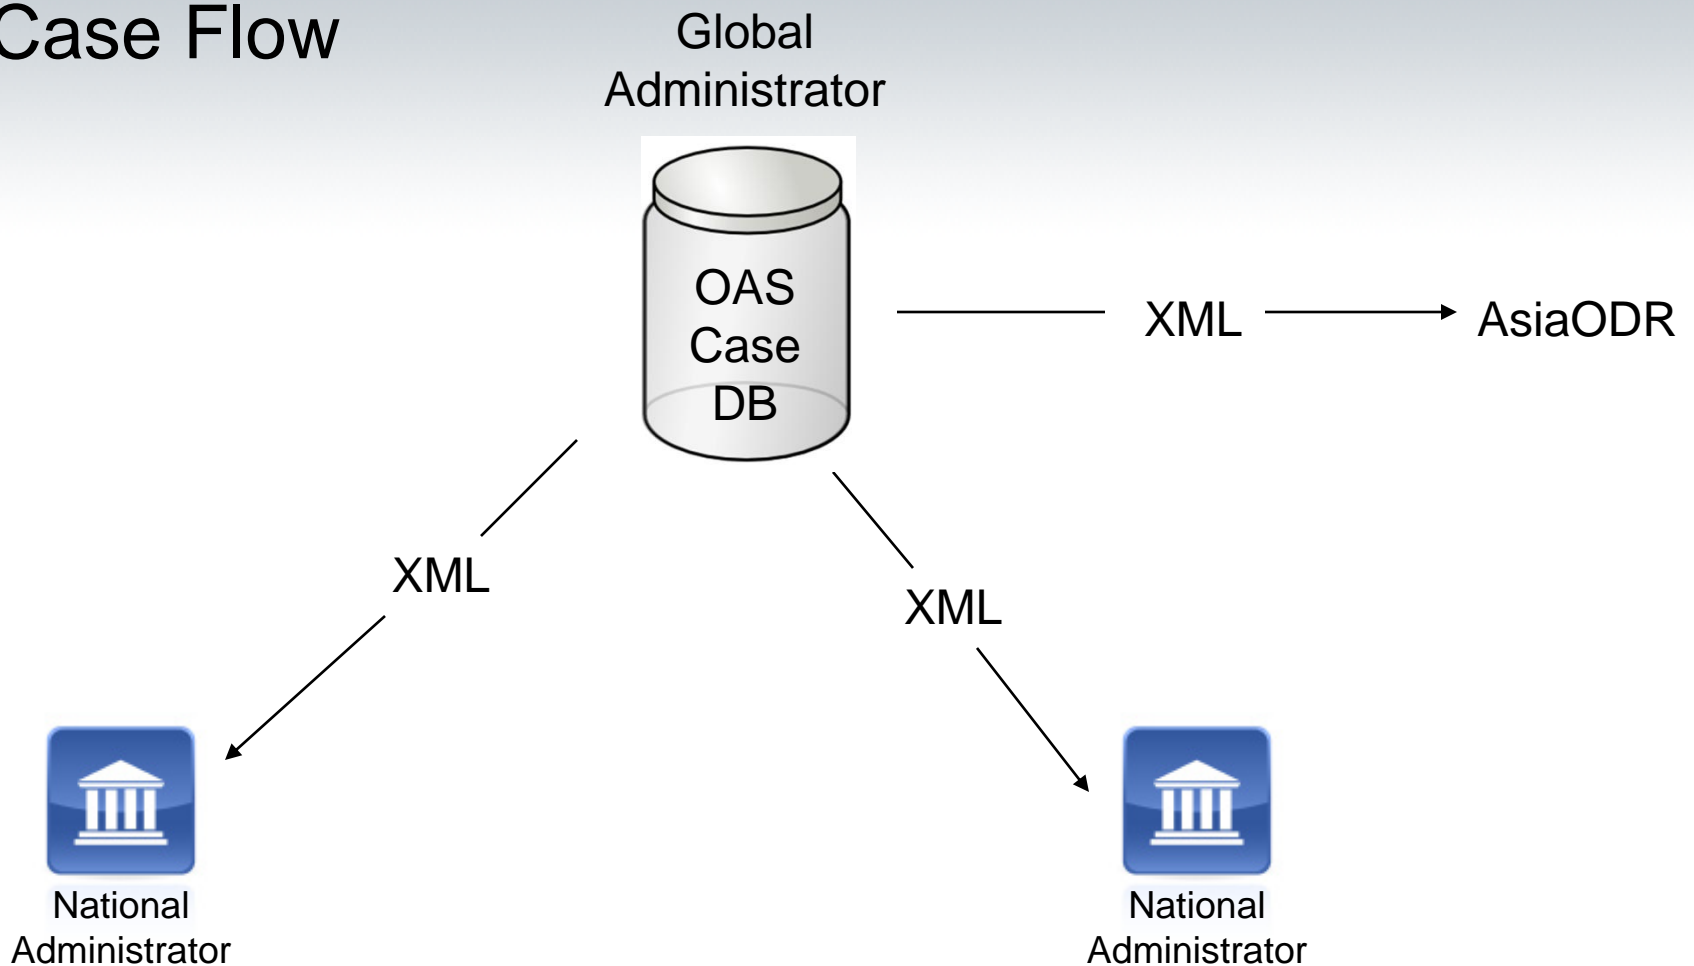 Case Flow
Global
Administrator
OAS
Case
DB
XML
AsiaODR
XML
XML
National
Administrator
National
Administrator